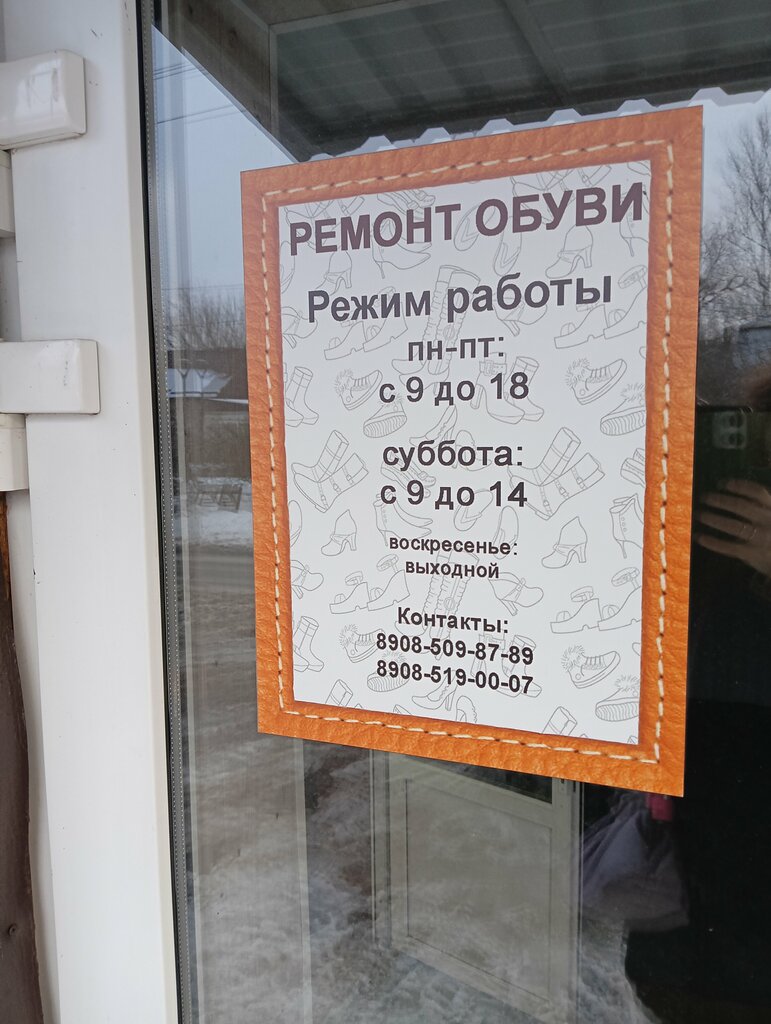 РЕМОНТ ОБУВИ
Режим работы
пн-пт:
с 9 до 18
суббота:
с 9 до 14
воскресенье:
выходной
Контакты:
8908-509-87-89
8908-519-00-07